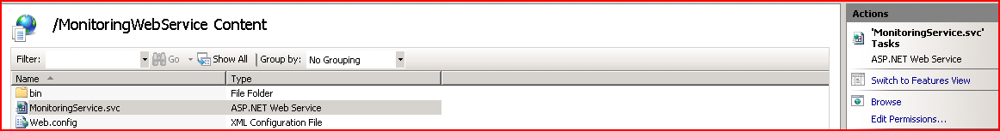 /MonitoringWebService Content
Filter: Go Show All Group by: No Grouping
Name Type
bin File Folder
MonitoringService.svc ASP.NET Web Service
Web.config XML Configuration File
Actions
'MonitoringService.svc'
Tasks
ASP.NET Web Service
Switch to Features View
Browse
Edit Permissions...